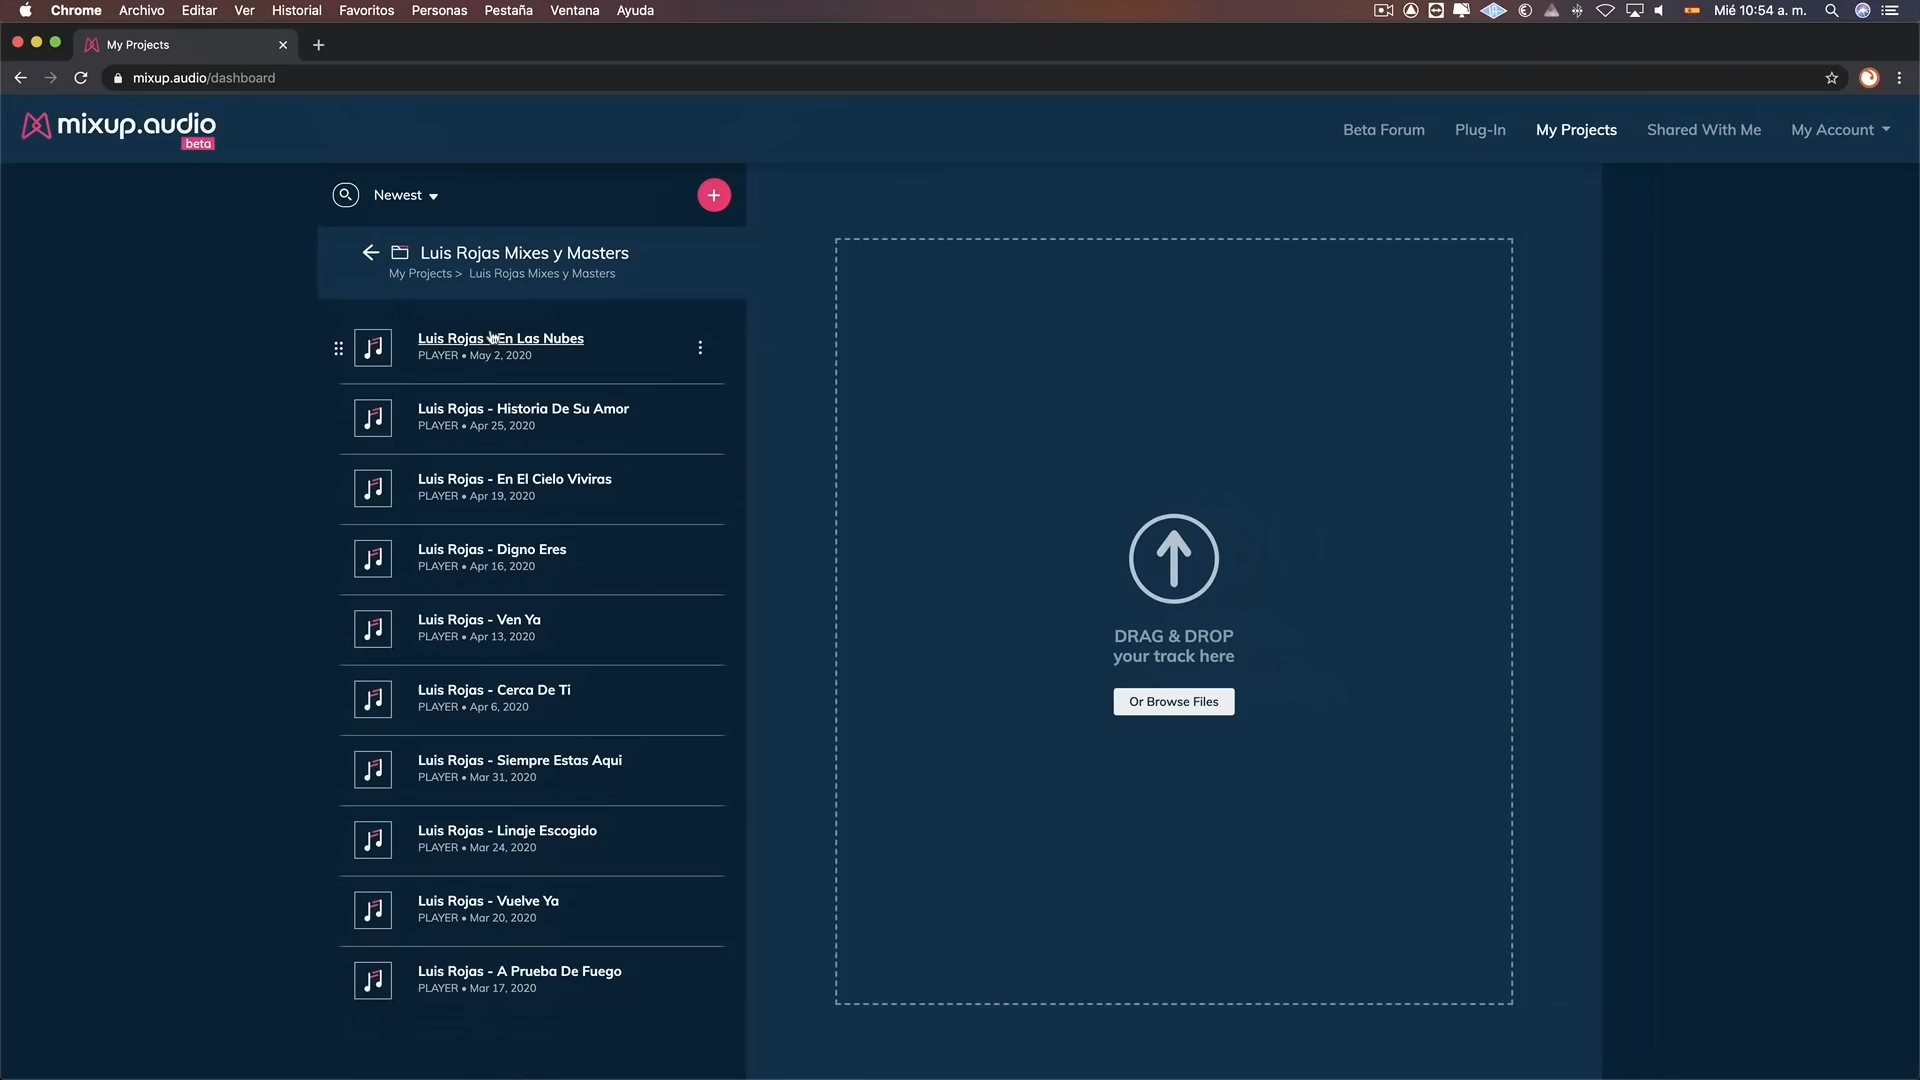 Chrome Archivo Editar Ver Historial Favoritos Personas Pestaña Ventana Ayuda Mié 10:54 a. m.
My Projects
mixup.audio/dashboard
mixup.audio
beta
Beta Forum Plug-In My Projects Shared With Me My Account
Newest
Luis Rojas Mixes y Masters
My Projects > Luis Rojas Mixes y Masters
Luis Rojas - En Las Nubes
PLAYER • May 2, 2020
Luis Rojas - Historia De Su Amor
PLAYER • Apr 25, 2020
Luis Rojas - En El Cielo Viviras
PLAYER • Apr 19, 2020
Luis Rojas - Digno Eres
PLAYER • Apr 16, 2020
Luis Rojas - Ven Ya
PLAYER • Apr 13, 2020
Luis Rojas - Cerca De Ti
PLAYER • Apr 6, 2020
Luis Rojas - Siempre Estas Aqui
PLAYER • Mar 31, 2020
Luis Rojas - Linaje Escogido
PLAYER • Mar 24, 2020
Luis Rojas - Vuelve Ya
PLAYER • Mar 20, 2020
Luis Rojas - A Prueba De Fuego
PLAYER • Mar 17, 2020
DRAG & DROP
your track here
Or Browse Files